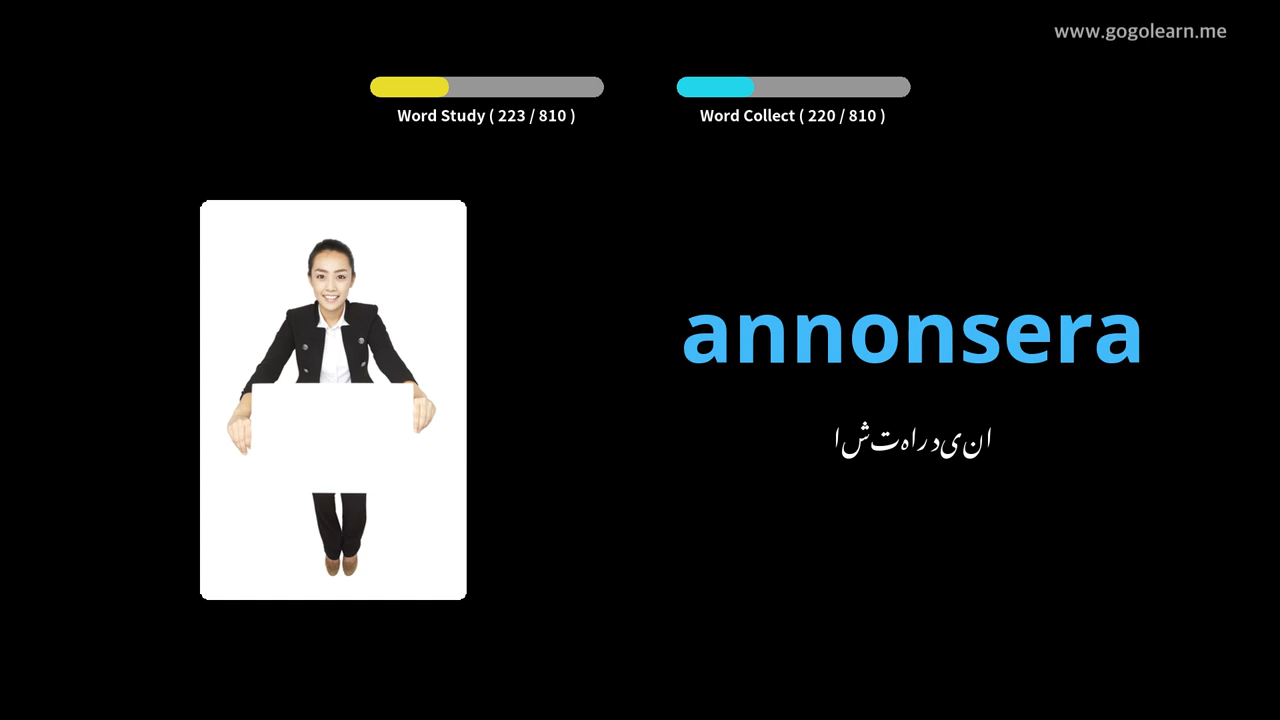 www.gogolearn.me
Word Study ( 223 / 810 )
Word Collect ( 220 / 810 )
annonsera
اشتہار دینا